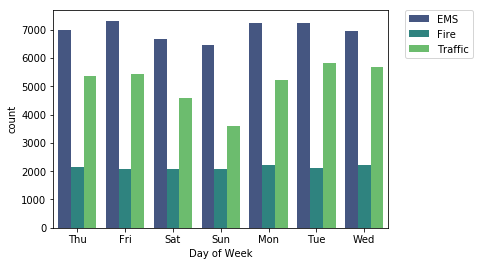 EMS
Fire
Traffic
7000
6000
5000
4000
3000
2000
1000
0
count
Thu Fri Sat Sun Mon Tue Wed
Day of Week